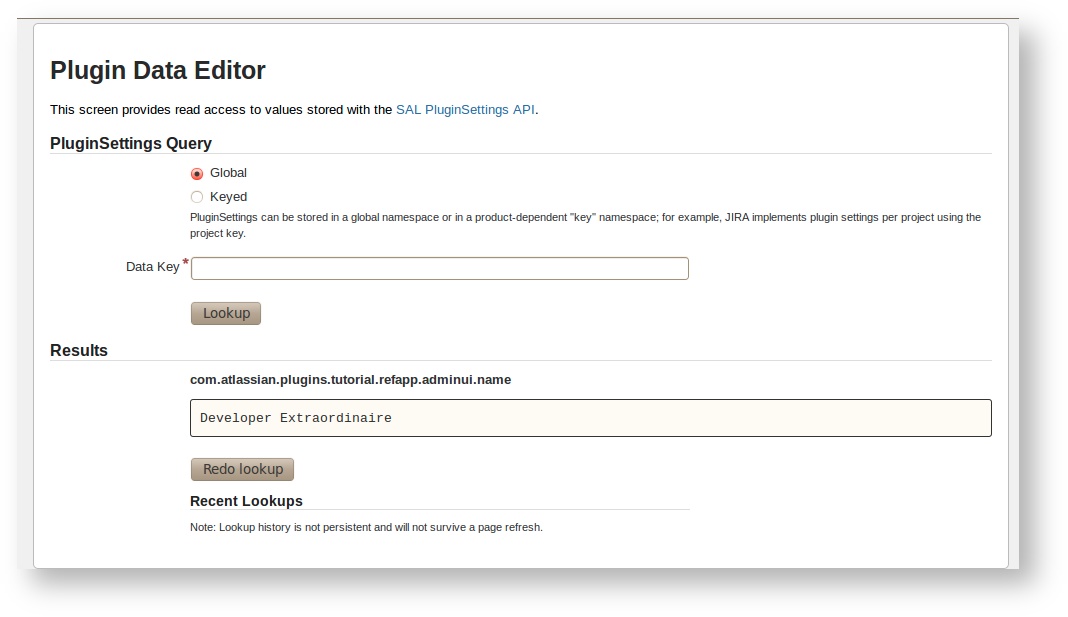 Plugin Data Editor
This screen provides read access to values stored with the SAL PluginSettings API.
PluginSettings Query
Global
Keyed
PluginSettings can be stored in a global namespace or in a product-dependent "key" namespace; for example, JIRA implements plugin settings per project using the
project key.
Data Key *
Lookup
Results
com.atlassian.plugins.tutorial.refapp.adminui.name
Developer Extraordinaire
Redo lookup
Recent Lookups
Note: Lookup history is not persistent and will not survive a page refresh.